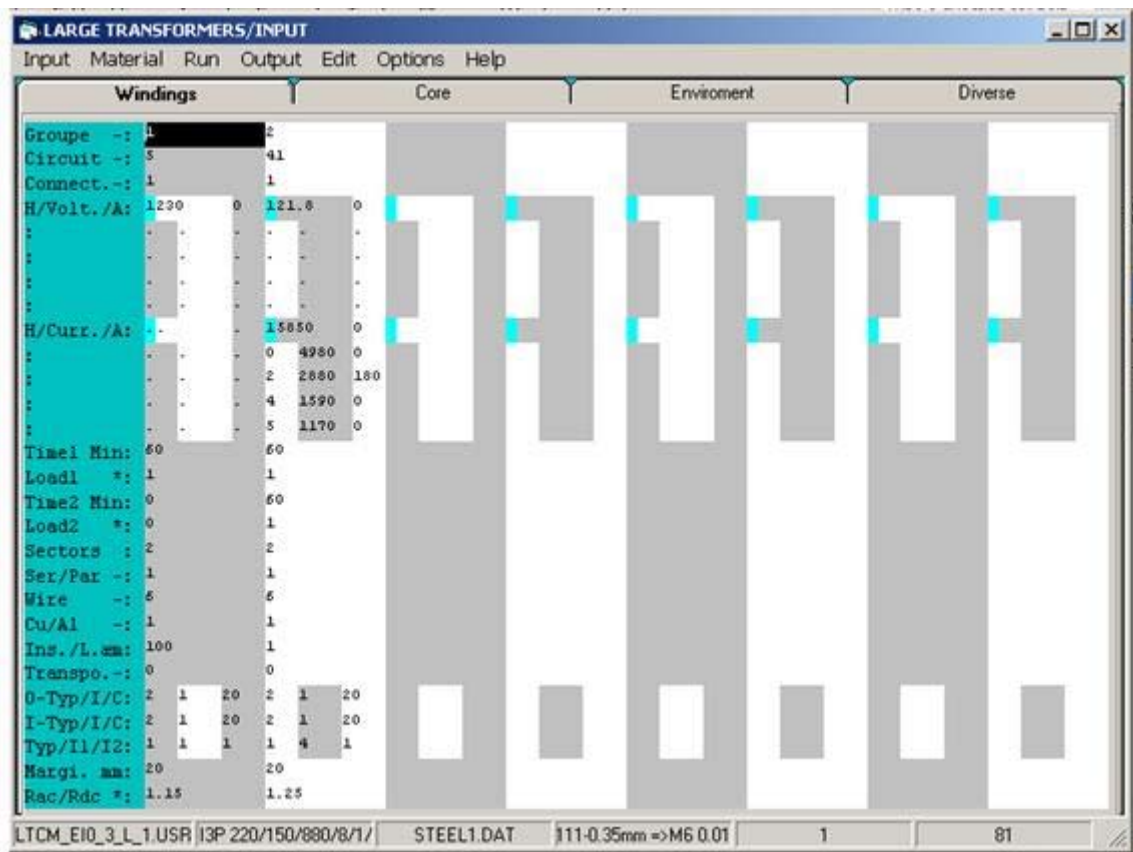 LARGE TRANSFORMERS/INPUT
Input Material Run Output Edit Options Help
Windings Core Enviroment Diverse
Groupe -: 1 2
Circuit -: 5 41
Connect.-: 1 1
H/Volt./A: 1230 0 121.8 0
: . . . . . .
: . . . . . .
: . . . . . .
: . . . . . .
H/Curr./A: . . . 15850 0
: . . . 0 4980 0
: . . . 2 2880 180
: . . . 4 1590 0
: . . . 5 1170 0
Time1 Min: 60 60
Load1 *: 1 1
Time2 Min: 0 60
Load2 *: 0 1
Sectors : 2 2
Ser/Par -: 1 1
Wire -: 6 6
Cu/Al -: 1 1
Ins./L.mm: 100 1
Transpo.-: 0 0
O-Typ/I/C: 2 1 20 2 1 20
I-Typ/I/C: 2 1 20 2 1 20
Typ/I1/I2: 1 1 1 1 4 1
Margi. mm: 20 20
Rac/Rdc *: 1.15 1.25
LTCM_EI0_3_L_1.USR I3P 220/150/880/8/1/ STEEL1.DAT 111-0.35mm =>M6 0.01 1 81